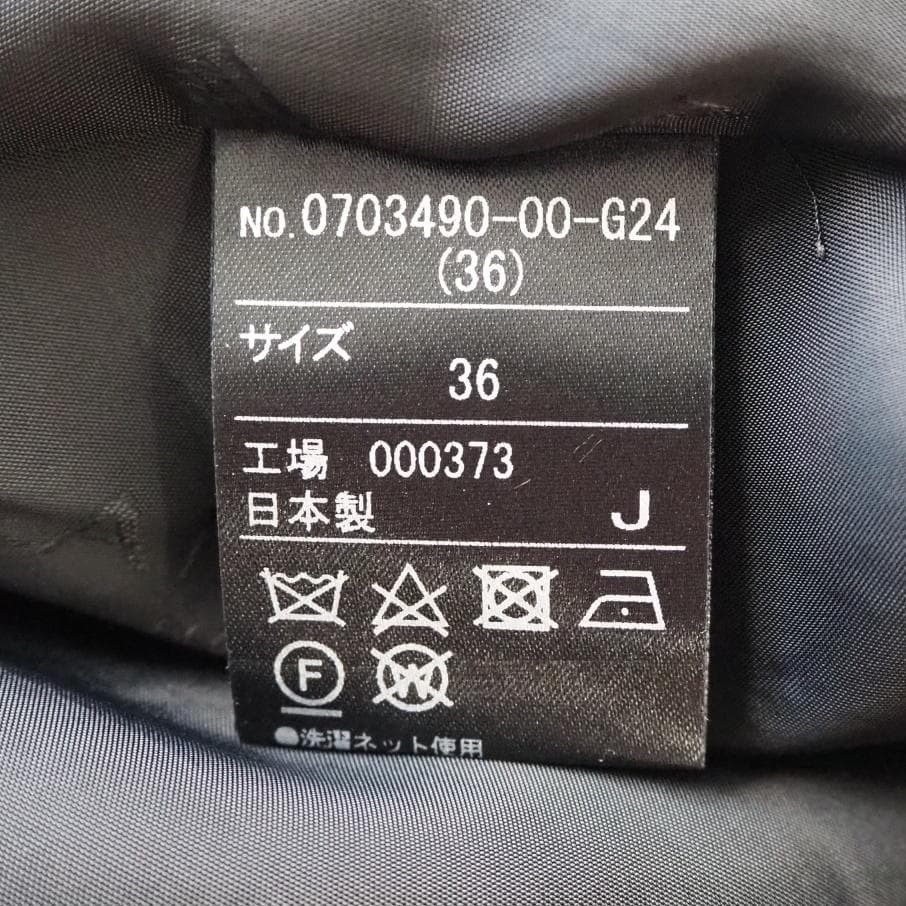 NO.0703490-00-G24
(36)
サイズ
36
工場 000373
日本製 J
F W
●洗濯ネット使用